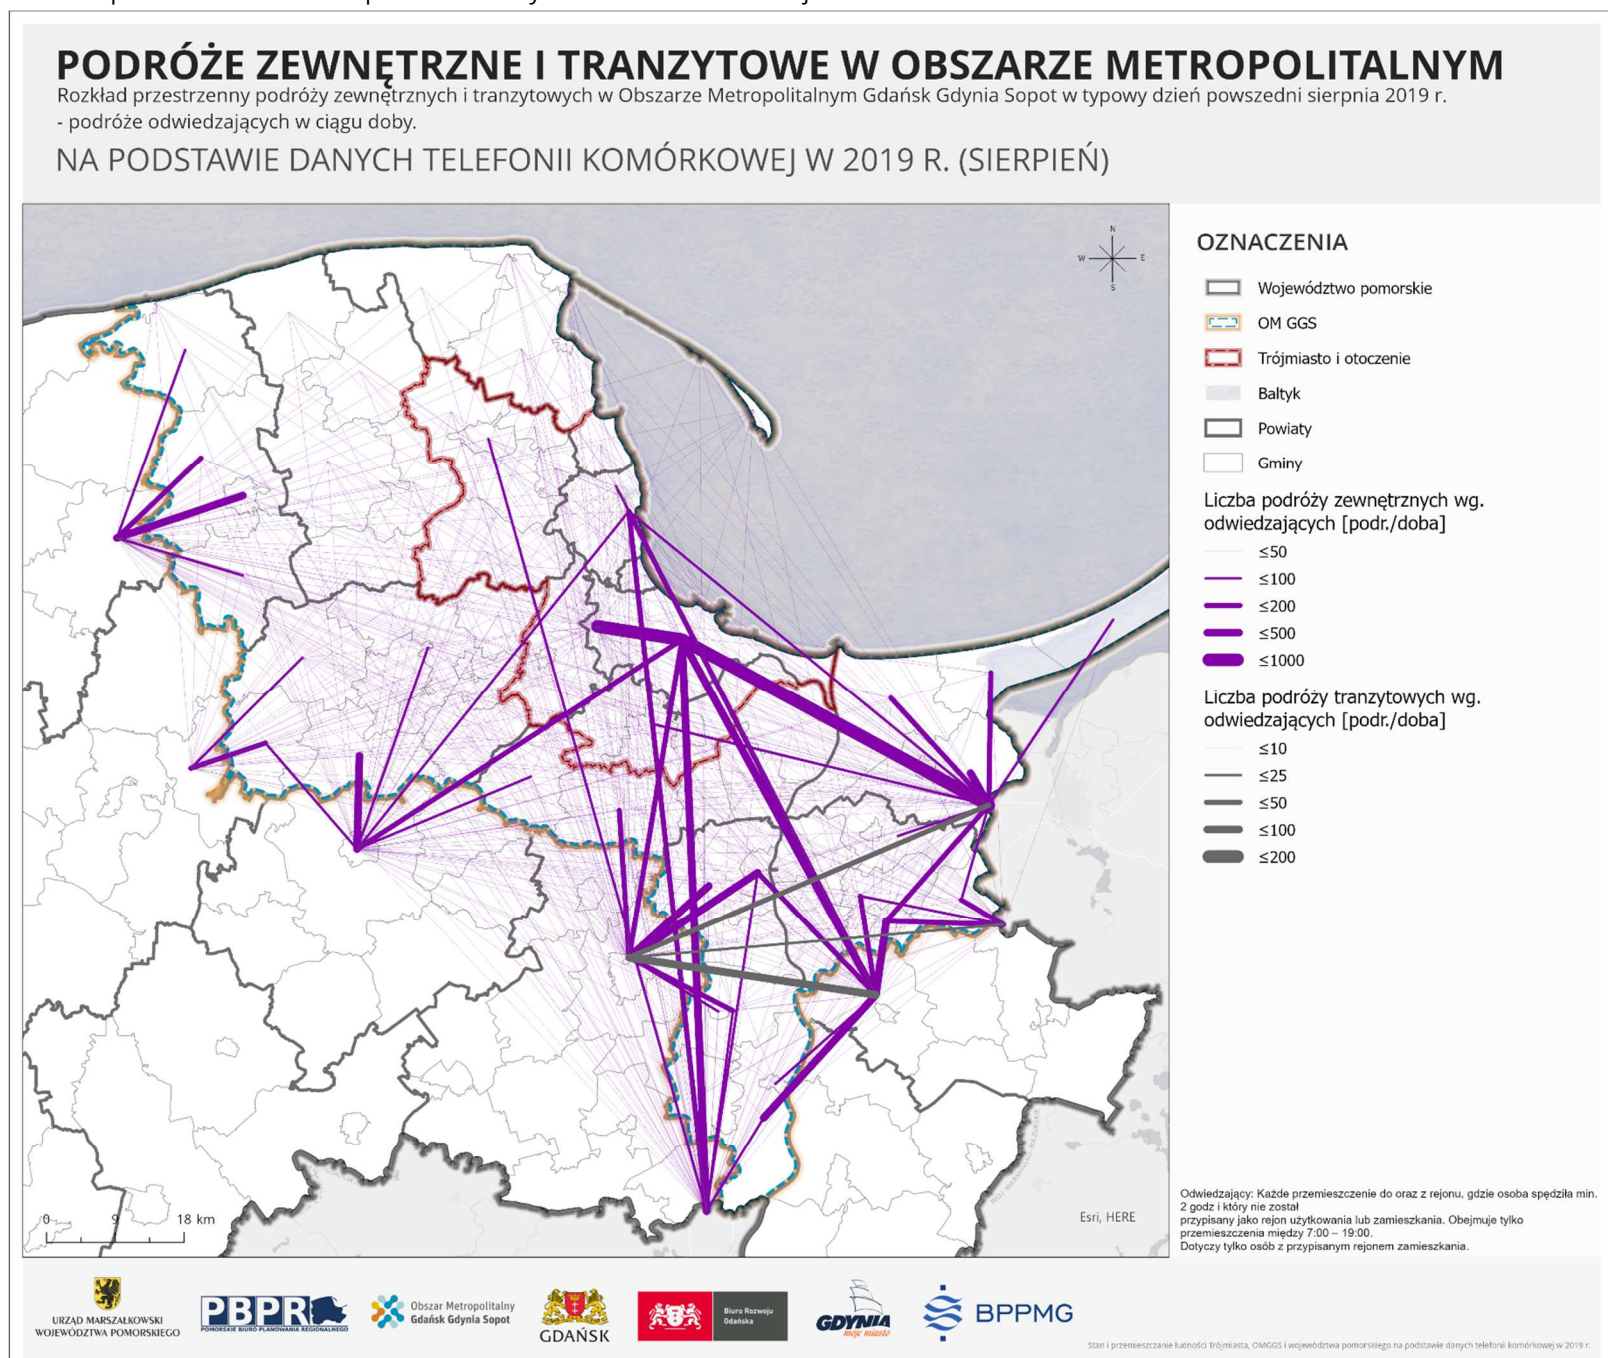 PODRÓŻE ZEWNĘTRZNE I TRANZYTOWE W OBSZARZE METROPOLITALNYM
Rozkład przestrzenny podróży zewnętrznych i tranzytowych w Obszarze Metropolitalnym Gdańsk Gdynia Sopot w typowy dzień powszedni sierpnia 2019 r.
- podróże odwiedzających w ciągu doby.
NA PODSTAWIE DANYCH TELEFONII KOMÓRKOWEJ W 2019 R. (SIERPIEŃ)
N
W E
S
OZNACZENIA
Województwo pomorskie
OM GGS
Trójmiasto i otoczenie
Bałtyk
Powiaty
Gminy
Liczba podróży zewnętrznych wg.
odwiedzających [podr./doba]
≤50
≤100
≤200
≤500
≤1000
Liczba podróży tranzytowych wg.
odwiedzających [podr./doba]
≤10
≤25
≤50
≤100
≤200
0 9 18 km
Esri, HERE
Odwiedzający: Każde przemieszczenie do oraz z rejonu, gdzie osoba spędziła min.
2 godz i który nie został
przypisany jako rejon użytkowania lub zamieszkania. Obejmuje tylko
przemieszczenia między 7:00 – 19:00.
Dotyczy tylko osób z przypisanym rejonem zamieszkania.
URZĄD MARSZAŁKOWSKI
WOJEWÓDZTWA POMORSKIEGO
PBPR
POMORSKIE BIURO PLANOWANIA REGIONALNEGO
Obszar Metropolitalny
Gdańsk Gdynia Sopot
GDAŃSK
Biuro Rozwoju
Gdańska
GDYNIA
moje miasto
BPPMG
Stan i przemieszczanie ludności Trójmiasta, OMGGS i województwa pomorskiego na podstawie danych telefonii komórkowej w 2019 r.